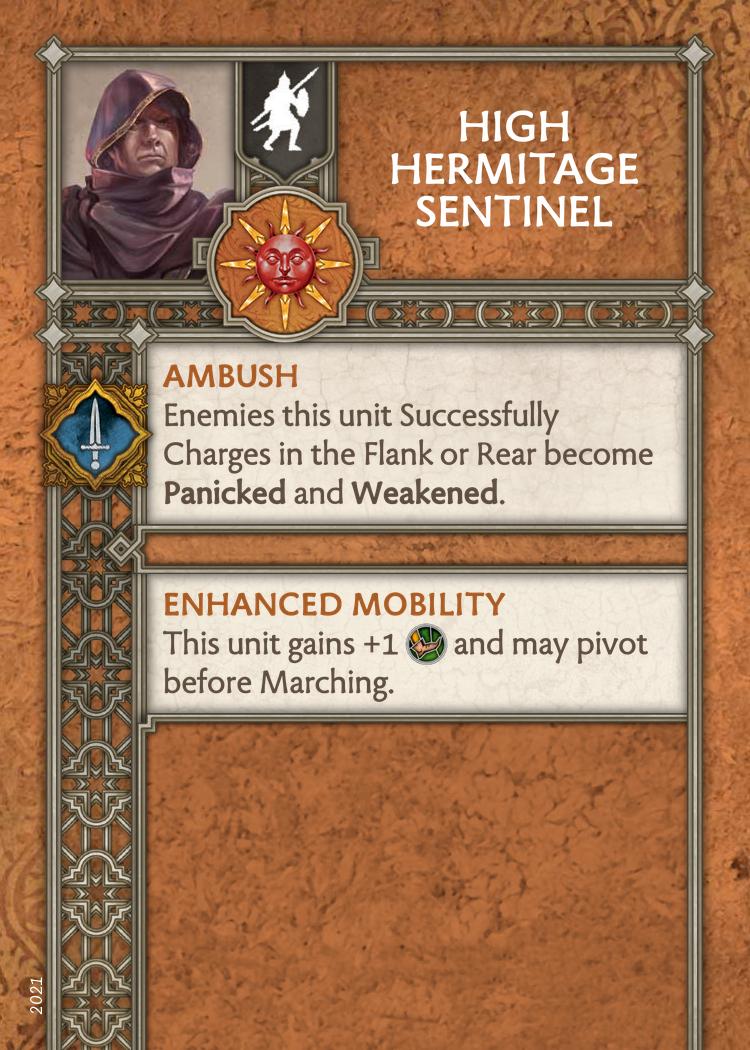 HIGH
HERMITAGE
SENTINEL
AMBUSH
Enemies this unit Successfully
Charges in the Flank or Rear become
Panicked and Weakened.
ENHANCED MOBILITY
This unit gains +1 and may pivot
before Marching.
2021